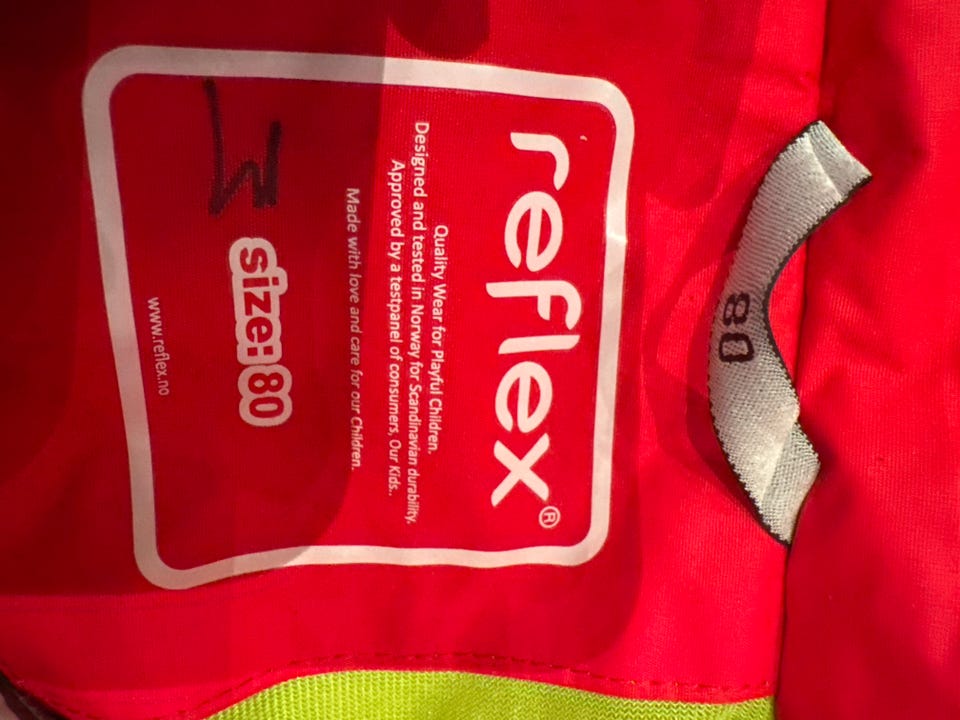 80
reflex®
Quality Wear for Playful Children.
Designed and tested in Norway for Scandinavian durability.
Approved by a testpanel of consumers, Our Kids..
Made with love and care for our Children.
size: 80
www.reflex.no